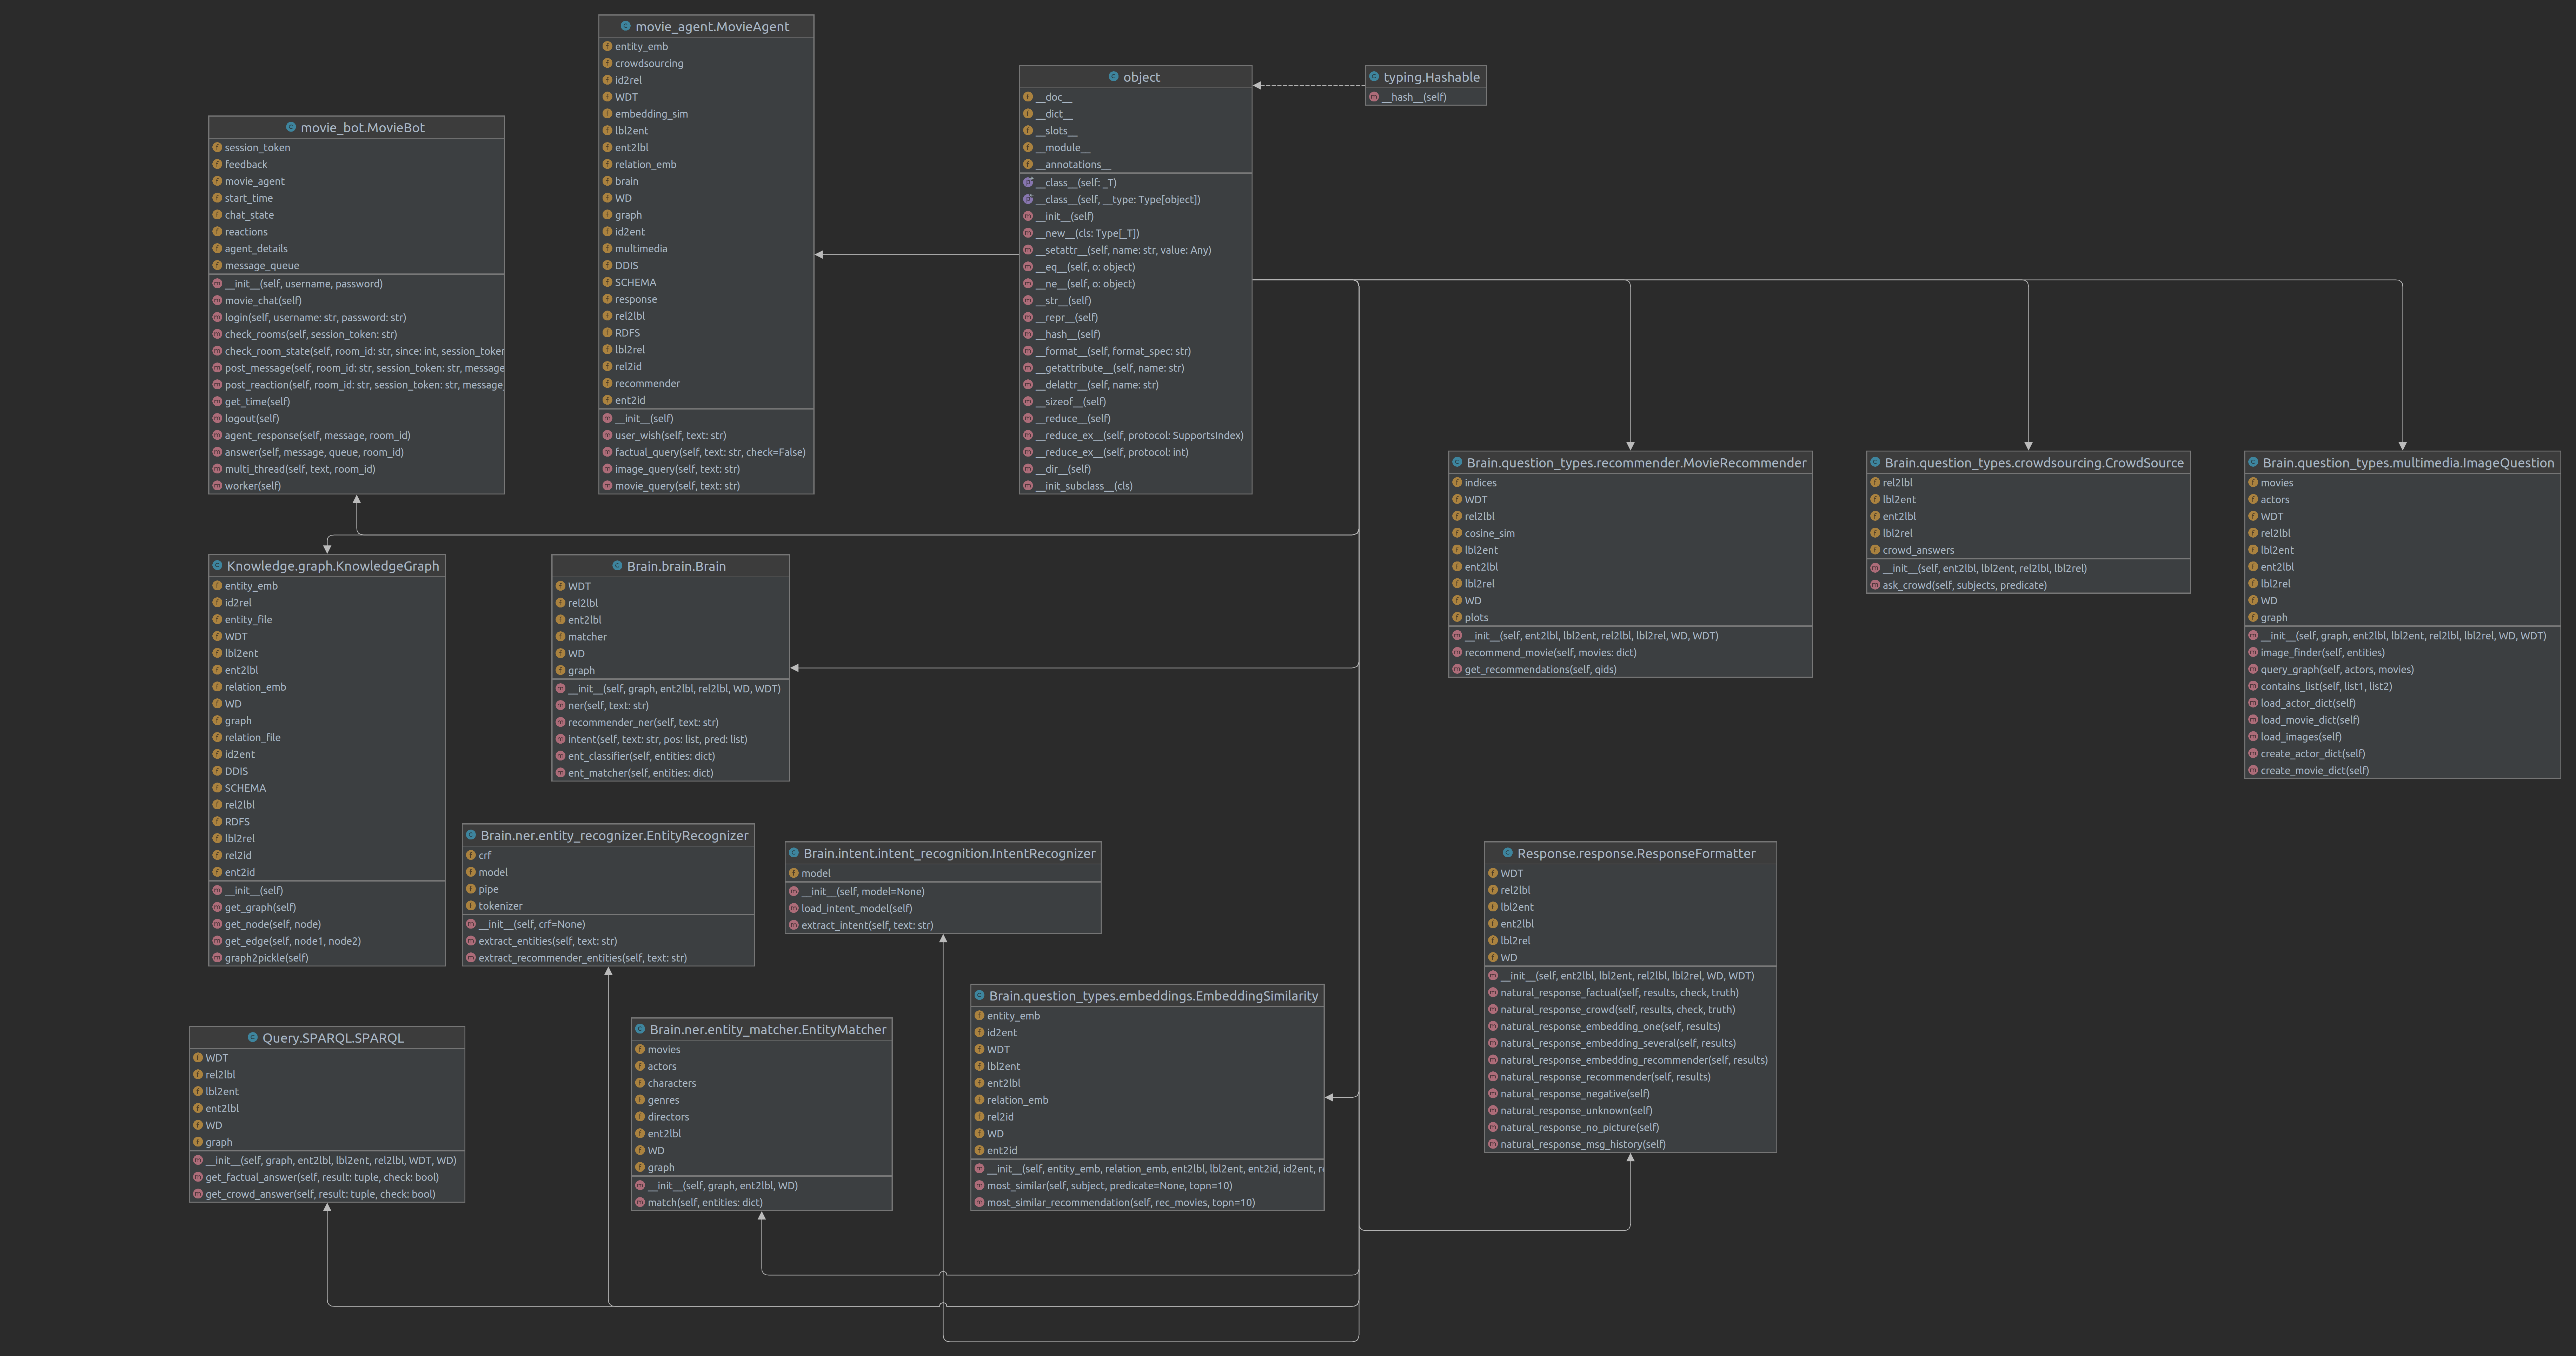 movie_agent.MovieAgent
entity_emb
crowdsourcing
id2rel
WDT
embedding_sim
lbl2ent
ent2lbl
relation_emb
brain
WD
graph
id2ent
multimedia
DDIS
SCHEMA
response
rel2lbl
RDFS
lbl2rel
rel2id
recommender
ent2id
__init__(self)
user_wish(self, text: str)
factual_query(self, text: str, check=False)
image_query(self, text: str)
movie_query(self, text: str)
object
__doc__
__dict__
__slots__
__module__
__annotations__
__class__(self: _T)
__class__(self, __type: Type[object])
__init__(self)
__new__(cls: Type[_T])
__setattr__(self, name: str, value: Any)
__eq__(self, o: object)
__ne__(self, o: object)
__str__(self)
__repr__(self)
__hash__(self)
__format__(self, format_spec: str)
__getattribute__(self, name: str)
__delattr__(self, name: str)
__sizeof__(self)
__reduce__(self)
__reduce_ex__(self, protocol: SupportsIndex)
__reduce_ex__(self, protocol: int)
__dir__(self)
__init_subclass__(cls)
typing.Hashable
__hash__(self)
movie_bot.MovieBot
session_token
feedback
movie_agent
start_time
chat_state
reactions
agent_details
message_queue
__init__(self, username, password)
movie_chat(self)
login(self, username: str, password: str)
check_rooms(self, session_token: str)
check_room_state(self, room_id: str, since: int, session_token
post_message(self, room_id: str, session_token: str, message
post_reaction(self, room_id: str, session_token: str, message_
get_time(self)
logout(self)
agent_response(self, message, room_id)
answer(self, message, queue, room_id)
multi_thread(self, text, room_id)
worker(self)
Brain.question_types.recommender.MovieRecommender
indices
WDT
rel2lbl
cosine_sim
lbl2ent
ent2lbl
lbl2rel
WD
plots
__init__(self, ent2lbl, lbl2ent, rel2lbl, lbl2rel, WD, WDT)
recommend_movie(self, movies: dict)
get_recommendations(self, qids)
Brain.question_types.crowdsourcing.CrowdSource
rel2lbl
lbl2ent
ent2lbl
lbl2rel
crowd_answers
__init__(self, ent2lbl, lbl2ent, rel2lbl, lbl2rel)
ask_crowd(self, subjects, predicate)
Brain.question_types.multimedia.ImageQuestion
movies
actors
WDT
rel2lbl
lbl2ent
ent2lbl
lbl2rel
WD
graph
__init__(self, graph, ent2lbl, lbl2ent, rel2lbl, lbl2rel, WD, WDT)
image_finder(self, entities)
query_graph(self, actors, movies)
contains_list(self, list1, list2)
load_actor_dict(self)
load_movie_dict(self)
load_images(self)
create_actor_dict(self)
create_movie_dict(self)
Knowledge.graph.KnowledgeGraph
entity_emb
id2rel
entity_file
WDT
lbl2ent
ent2lbl
relation_emb
WD
graph
relation_file
id2ent
DDIS
SCHEMA
rel2lbl
RDFS
lbl2rel
rel2id
ent2id
__init__(self)
get_graph(self)
get_node(self, node)
get_edge(self, node1, node2)
graph2pickle(self)
Brain.brain.Brain
WDT
rel2lbl
ent2lbl
matcher
WD
graph
__init__(self, graph, ent2lbl, rel2lbl, WD, WDT)
ner(self, text: str)
recommender_ner(self, text: str)
intent(self, text: str, pos: list, pred: list)
ent_classifier(self, entities: dict)
ent_matcher(self, entities: dict)
Brain.ner.entity_recognizer.EntityRecognizer
crf
model
pipe
tokenizer
__init__(self, crf=None)
extract_entities(self, text: str)
extract_recommender_entities(self, text: str)
Brain.intent.intent_recognition.IntentRecognizer
model
__init__(self, model=None)
load_intent_model(self)
extract_intent(self, text: str)
Response.response.ResponseFormatter
WDT
rel2lbl
lbl2ent
ent2lbl
lbl2rel
WD
__init__(self, ent2lbl, lbl2ent, rel2lbl, lbl2rel, WD, WDT)
natural_response_factual(self, results, check, truth)
natural_response_crowd(self, results, check, truth)
natural_response_embedding_one(self, results)
natural_response_embedding_several(self, results)
natural_response_embedding_recommender(self, results)
natural_response_recommender(self, results)
natural_response_negative(self)
natural_response_unknown(self)
natural_response_no_picture(self)
natural_response_msg_history(self)
Query.SPARQL.SPARQL
WDT
rel2lbl
lbl2ent
ent2lbl
WD
graph
__init__(self, graph, ent2lbl, lbl2ent, rel2lbl, WDT, WD)
get_factual_answer(self, result: tuple, check: bool)
get_crowd_answer(self, result: tuple, check: bool)
Brain.ner.entity_matcher.EntityMatcher
movies
actors
characters
genres
directors
ent2lbl
WD
graph
__init__(self, graph, ent2lbl, WD)
match(self, entities: dict)
Brain.question_types.embeddings.EmbeddingSimilarity
entity_emb
id2ent
WDT
lbl2ent
ent2lbl
relation_emb
rel2id
WD
ent2id
__init__(self, entity_emb, relation_emb, ent2lbl, lbl2ent, ent2id, id2ent, r
most_similar(self, subject, predicate=None, topn=10)
most_similar_recommendation(self, rec_movies, topn=10)